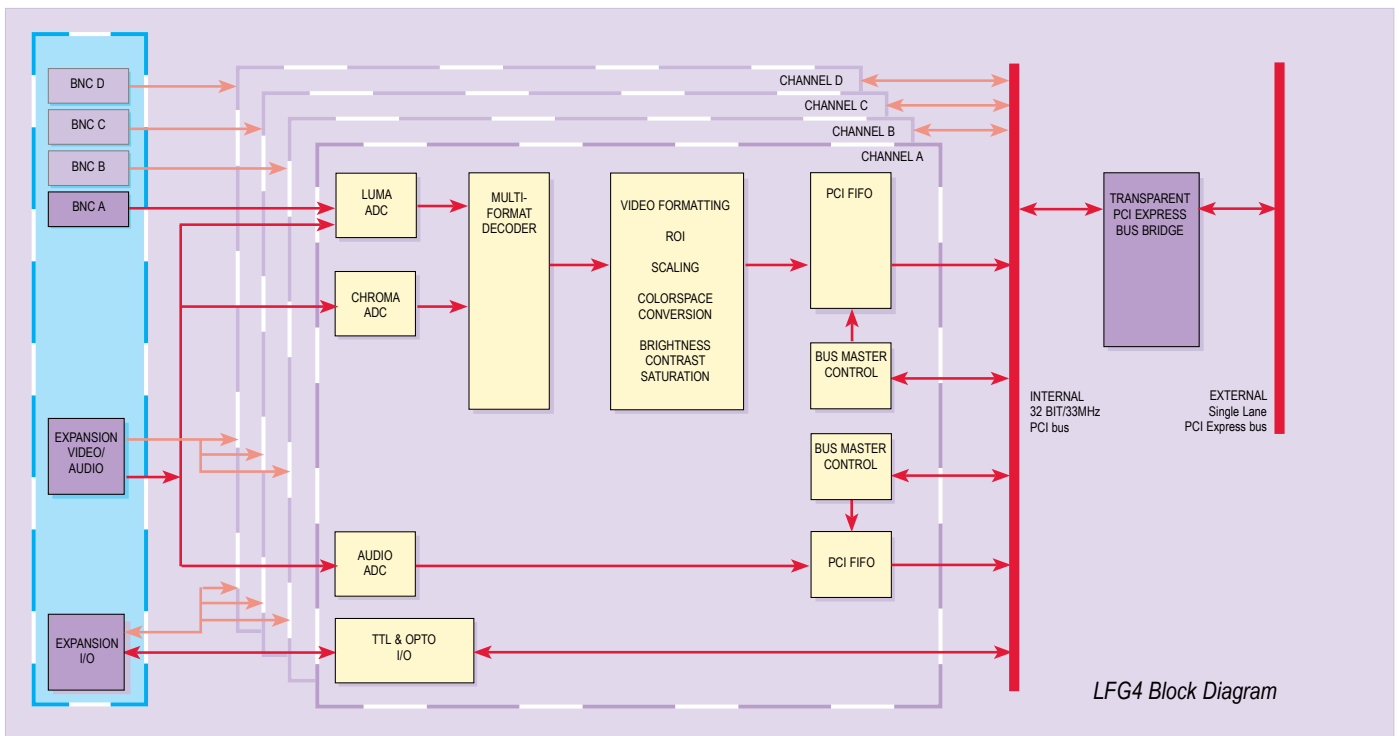 BNC D
BNC C
BNC B
BNC A
EXPANSION
VIDEO/
AUDIO
EXPANSION
I/O
CHANNEL D
CHANNEL C
CHANNEL B
CHANNEL A
LUMA
ADC
CHROMA
ADC
MULTI-
FORMAT
DECODER
VIDEO FORMATTING
ROI
SCALING
COLORSPACE
CONVERSION
BRIGHTNESS
CONTRAST
SATURATION
PCI FIFO
BUS MASTER
CONTROL
BUS MASTER
CONTROL
AUDIO
ADC
PCI FIFO
TTL & OPTO
I/O
INTERNAL
32 BIT/33MHz
PCI bus
TRANSPARENT
PCI EXPRESS
BUS BRIDGE
EXTERNAL
Single Lane
PCI Express bus
LFG4 Block Diagram